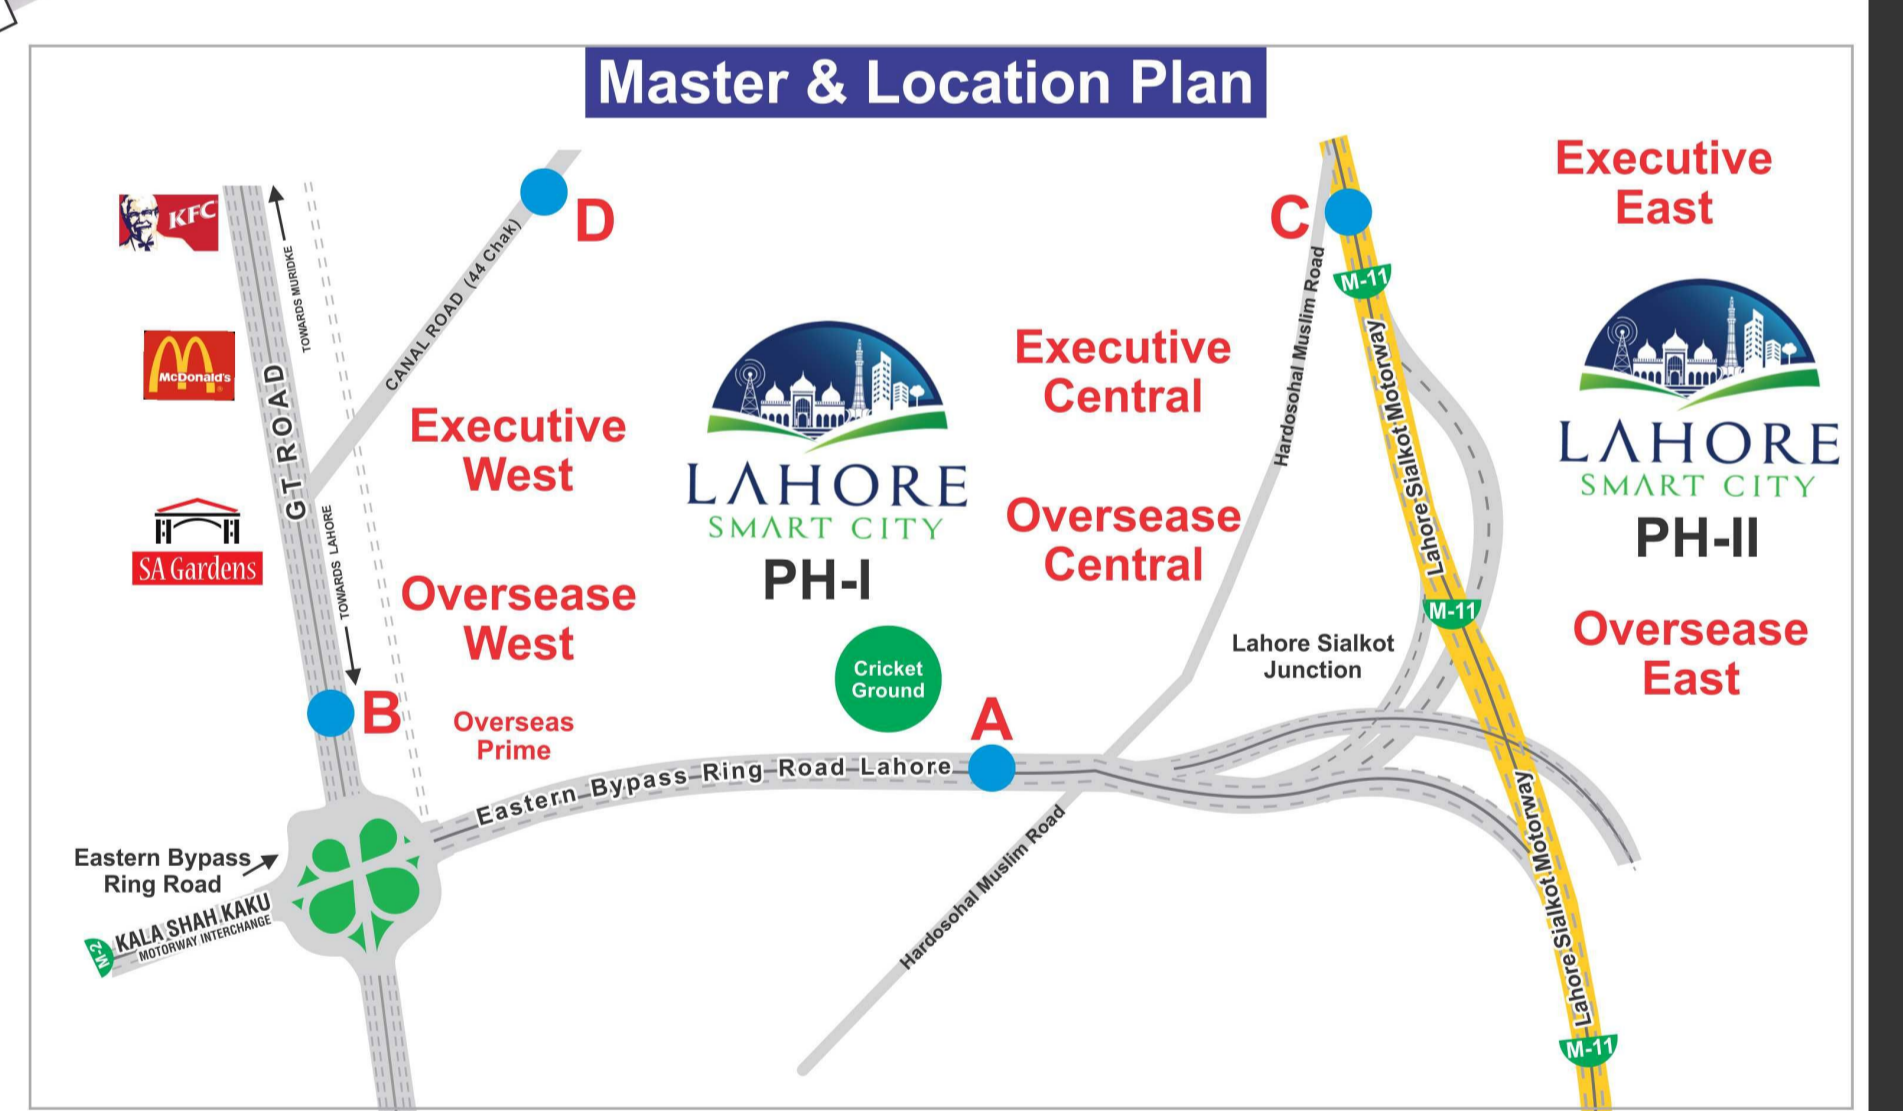 Master & Location Plan
KFC
TOWARDS MURIDKE
CANAL ROAD (44 Chak)
D
C
M-11
Executive
East
McDonald's
GT ROAD
Executive
West
LAHORE
SMART CITY
PH-I
Executive
Central
Hardosohal Muslim Road
Lahore Sialkot Motorway
LAHORE
SMART CITY
PH-II
SA Gardens
TOWARDS LAHORE
Oversease
West
Oversease
Central
M-11
Oversease
East
Lahore Sialkot
Junction
Cricket
Ground
B
Overseas
Prime
A
Eastern Bypass Ring Road Lahore
Eastern Bypass
Ring Road
M-2
KALA SHAH KAKU
MOTORWAY INTERCHANGE
Hardosohal Muslim Road
Lahore Sialkot Motorway
M-11